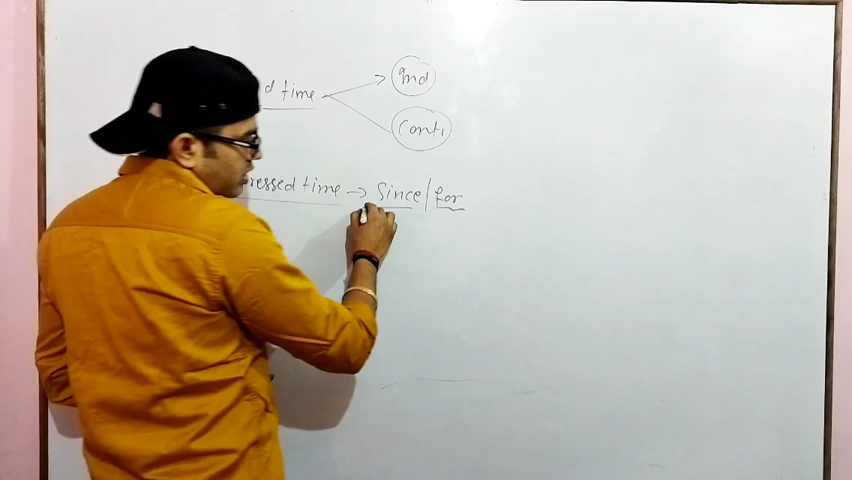 d time → Ind
Conti
ressed time → Since/for